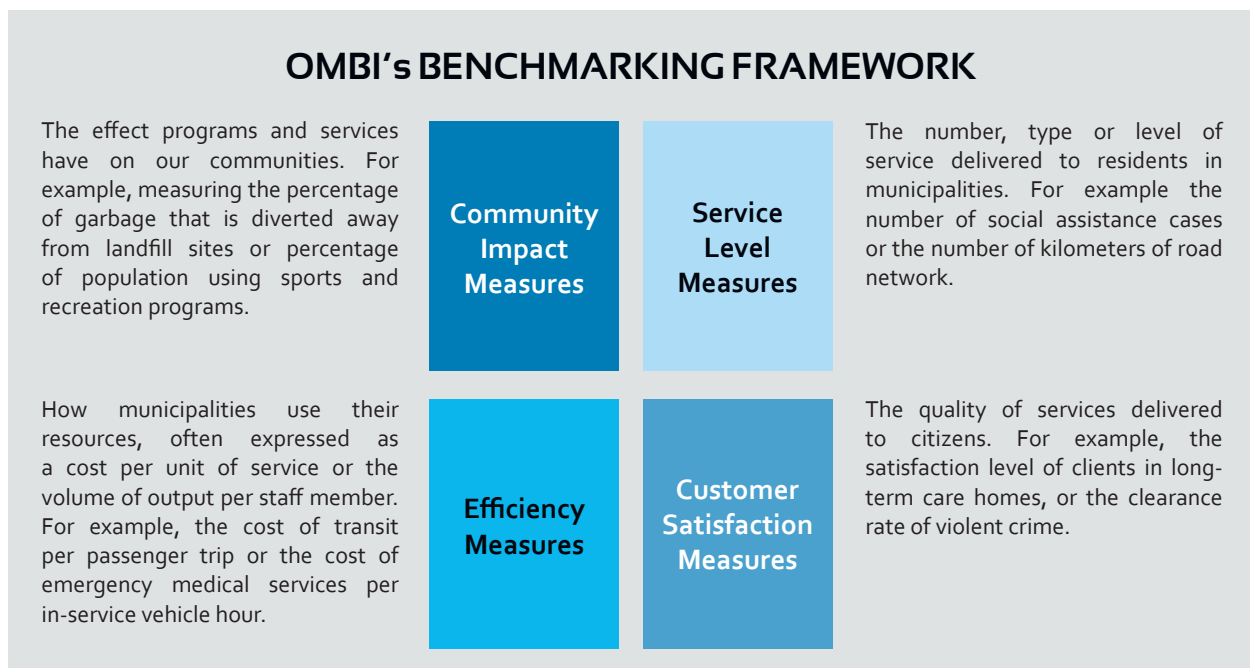 OMBI's BENCHMARKING FRAMEWORK
The effect programs and services
have on our communities. For
example, measuring the percentage
of garbage that is diverted away
from landfill sites or percentage
of population using sports and
recreation programs.
Community
Impact
Measures
Service
Level
Measures
The number, type or level of
service delivered to residents in
municipalities. For example the
number of social assistance cases
or the number of kilometers of road
network.
How municipalities use their
resources, often expressed as
a cost per unit of service or the
volume of output per staff member.
For example, the cost of transit
per passenger trip or the cost of
emergency medical services per
in-service vehicle hour.
Efficiency
Measures
Customer
Satisfaction
Measures
The quality of services delivered
to citizens. For example, the
satisfaction level of clients in long-
term care homes, or the clearance
rate of violent crime.